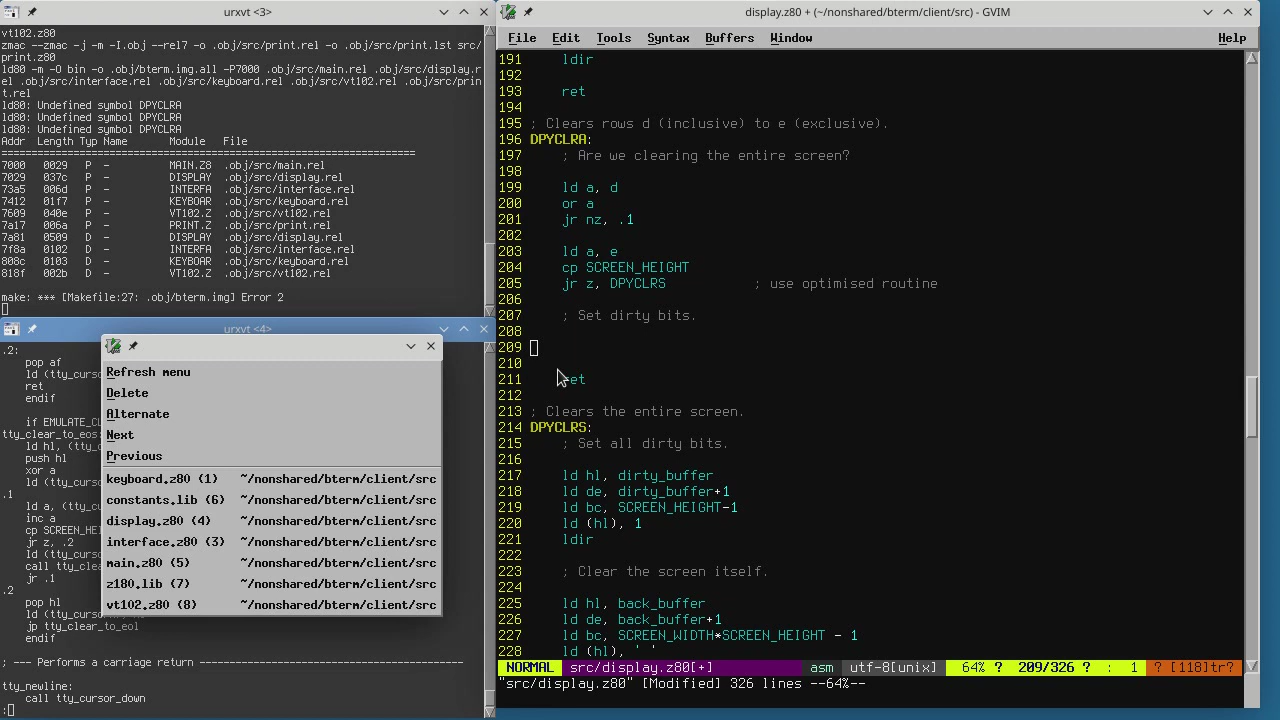 urxvt <3>
vt102.z80
zmac --zmac -j -m -I.obj --rel7 -o .obj/src/print.rel -o .obj/src/print.lst src/
print.z80
ld80 -m -O bin -o .obj/bterm.img.all -P7000 .obj/src/main.rel .obj/src/display.r
el .obj/src/interface.rel .obj/src/keyboard.rel .obj/src/vt102.rel .obj/src/prin
t.rel
ld80: Undefined symbol DPYCLRA
ld80: Undefined symbol DPYCLRA
ld80: Undefined symbol DPYCLRA
Addr Length Typ Name Module File
=====================================================================
7000 0029 P - MAIN.Z8 .obj/src/main.rel
7029 037c P - DISPLAY .obj/src/display.rel
73a5 006d P - INTERFA .obj/src/interface.rel
7412 01f7 P - KEYBOAR .obj/src/keyboard.rel
7609 040e P - VT102.Z .obj/src/vt102.rel
7a17 006a P - PRINT.Z .obj/src/print.rel
7a81 0509 D - DISPLAY .obj/src/display.rel
7f8a 0102 D - INTERFA .obj/src/interface.rel
808c 0103 D - KEYBOAR .obj/src/keyboard.rel
818f 002b D - VT102.Z .obj/src/vt102.rel
make: *** [Makefile:27: .obj/bterm.img] Error 2
urxvt <4>
.2:
pop af
ld (tty_cur
ret
endif
if EMULATE_CL
tty_clear_to_eos:
ld hl, (tty_c
push hl
xor a
ld (tty_curso
.1
ld a, (tty_cu
inc a
cp SCREEN_HEI
jr z, .2
ld (tty_curso
call tty_clea
jr .1
.2
pop hl
ld (tty_
jp tty_clear_to_eol
endif
; --- Performs a carriage return --------------------------------------------
tty_newline:
call tty_cursor_down
:
Refresh menu
Delete
Alternate
Next
Previous
keyboard.z80 (1) ~/nonshared/bterm/client/src
constants.lib (6) ~/nonshared/bterm/client/src
display.z80 (4) ~/nonshared/bterm/client/src
interface.z80 (3) ~/nonshared/bterm/client/src
main.z80 (5) ~/nonshared/bterm/client/src
z180.lib (7) ~/nonshared/bterm/client/src
vt102.z80 (8) ~/nonshared/bterm/client/src
display.z80 + (~/nonshared/bterm/client/src) - GVIM
File Edit Tools Syntax Buffers Window Help
191 ldir
192
193 ret
194
195 ; Clears rows d (inclusive) to e (exclusive).
196 DPYCLRA:
197 ; Are we clearing the entire screen?
198
199 ld a, d
200 or a
201 jr nz, .1
202
203 ld a, e
204 cp SCREEN_HEIGHT
205 jr z, DPYCLRS ; use optimised routine
206
207 ; Set dirty bits.
208
209
210
211 ret
212
213 ; Clears the entire screen.
214 DPYCLRS:
215 ; Set all dirty bits.
216
217 ld hl, dirty_buffer
218 ld de, dirty_buffer+1
219 ld bc, SCREEN_HEIGHT-1
220 ld (hl), 1
221 ldir
222
223 ; Clear the screen itself.
224
225 ld hl, back_buffer
226 ld de, back_buffer+1
227 ld bc, SCREEN_WIDTH*SCREEN_HEIGHT - 1
228 ld (hl), ' '
NORMAL src/display.z80[+] asm utf-8[unix] 64% ? 209/326 ? : 1 ? [118]tr?
"src/display.z80" [Modified] 326 lines --64%--